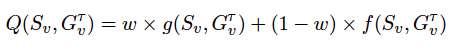 Q(S_v, G_v^τ) = w × g(S_v, G_v^τ) + (1 − w) × f(S_v, G_v^τ)